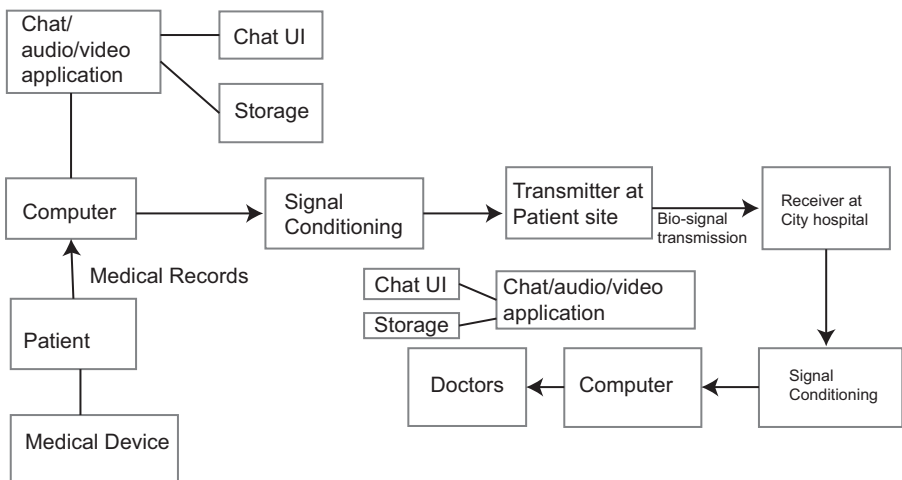 Chat/
audio/video
application
Chat UI
Storage
Computer
Signal
Conditioning
Transmitter at
Patient site
Bio-signal
transmission
Receiver at
City hospital
Medical Records
Patient
Medical Device
Chat UI
Storage
Chat/audio/video
application
Doctors
Computer
Signal
Conditioning